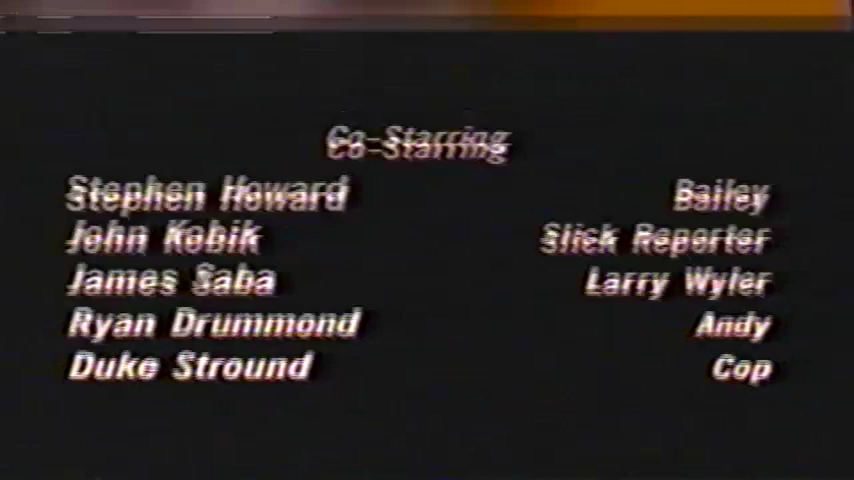 Co-Starring
Stephen Howard Bailey
John Kobik Slick Reporter
James Saba Larry Wyler
Ryan Drummond Andy
Duke Stround Cop